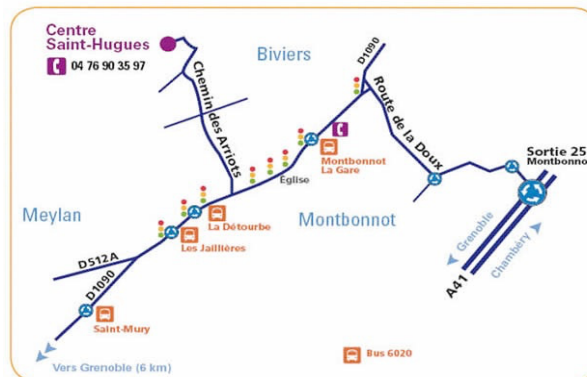 Centre
Saint-Hugues
04 76 90 35 97
Biviers
D1090
Chemin des Arriots
Route de la Doux
Sortie 25
Montbonnot
Montbonnot
La Gare
Église
Meylan
La Détourbe
Montbonnot
Les Jaillières
D512A
D1090
Grenoble
Chambéry
A41
Saint-Mury
Bus 6020
Vers Grenoble (6 km)